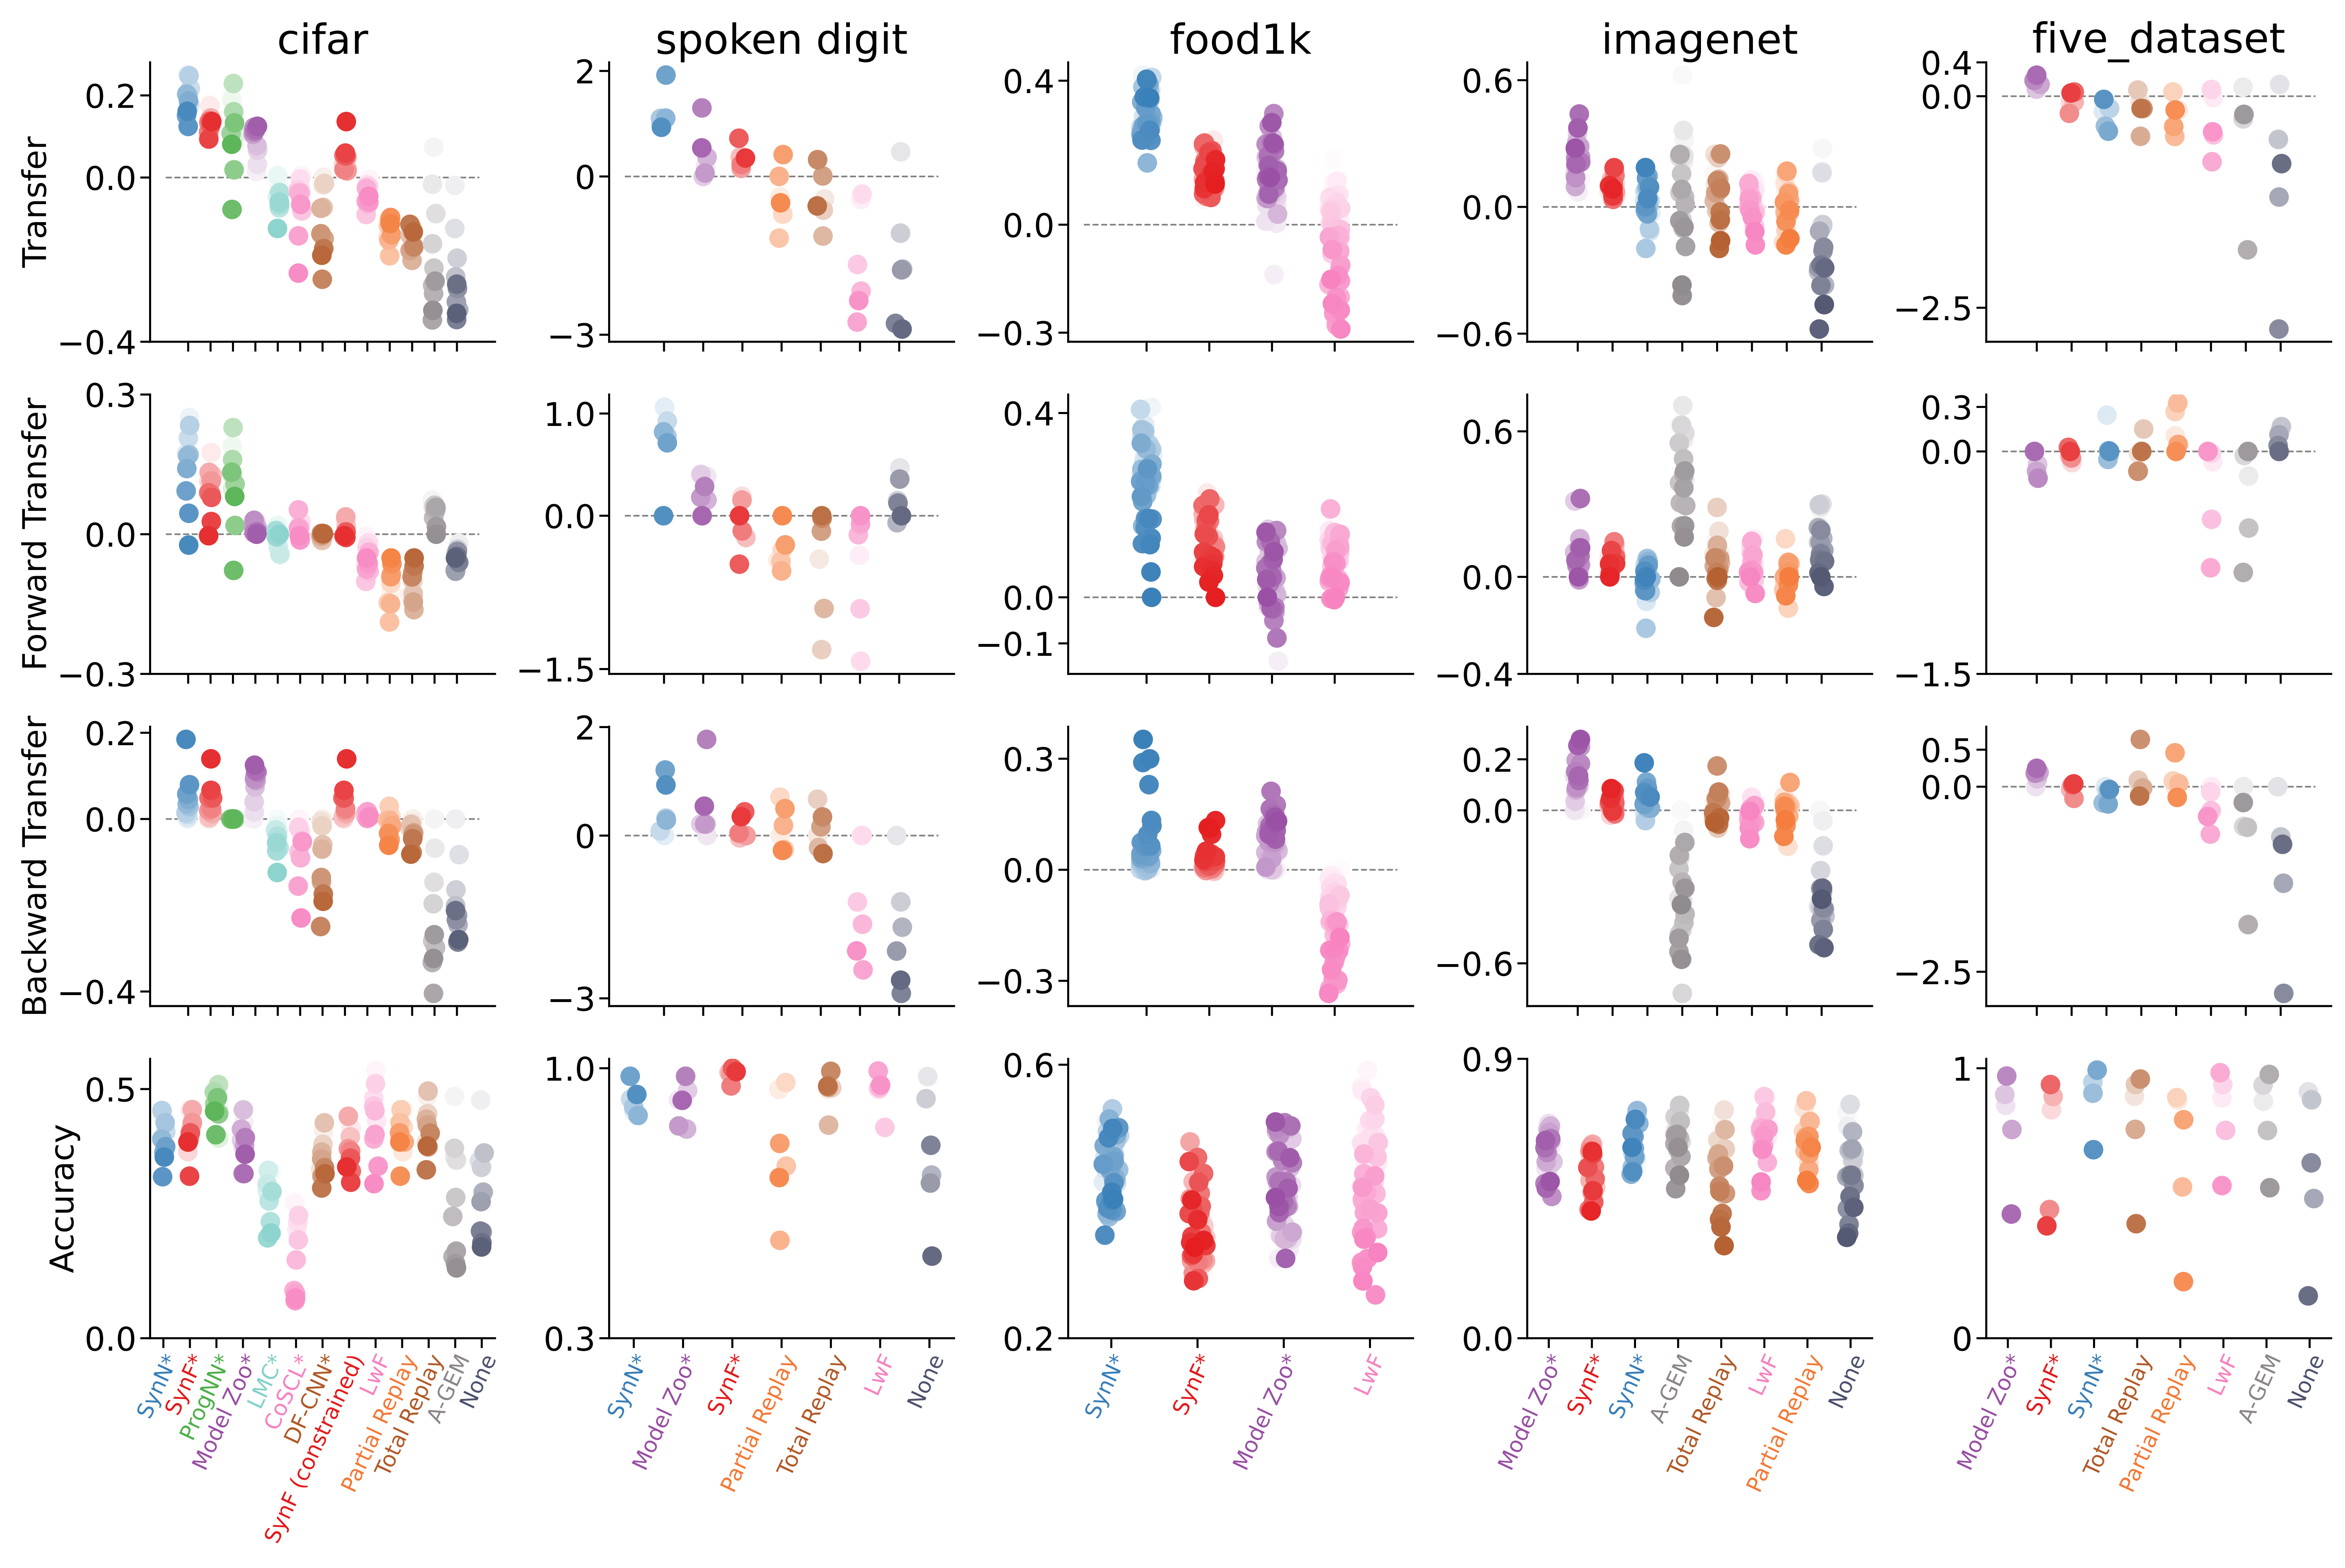 cifar
spoken digit
food1k
imagenet
five_dataset
Transfer
0.2
0.0
−0.4
2
0
−3
0.4
0.0
−0.3
0.6
0.0
−0.6
0.4
0.0
−2.5
Forward Transfer
0.3
0.0
−0.3
1.0
0.0
−1.5
0.4
0.0
−0.1
0.6
0.0
−0.4
0.3
0.0
−1.5
Backward Transfer
0.2
0.0
−0.4
2
0
−3
0.3
0.0
−0.3
0.2
0.0
−0.6
0.5
0.0
−2.5
Accuracy
0.5
0.0
1.0
0.3
0.6
0.2
0.9
0.0
1
0
SynN*
SynF*
ProgNN*
Model Zoo*
LMC*
CoSCL*
DF-CNN*
SynF (constrained)
LwF
Partial Replay
Total Replay
A-GEM
None
SynN*
Model Zoo*
SynF*
Partial Replay
Total Replay
LwF
None
SynN*
SynF*
Model Zoo*
LwF
Model Zoo*
SynF*
SynN*
A-GEM
Total Replay
LwF
Partial Replay
None
Model Zoo*
SynF*
SynN*
Total Replay
Partial Replay
LwF
A-GEM
None